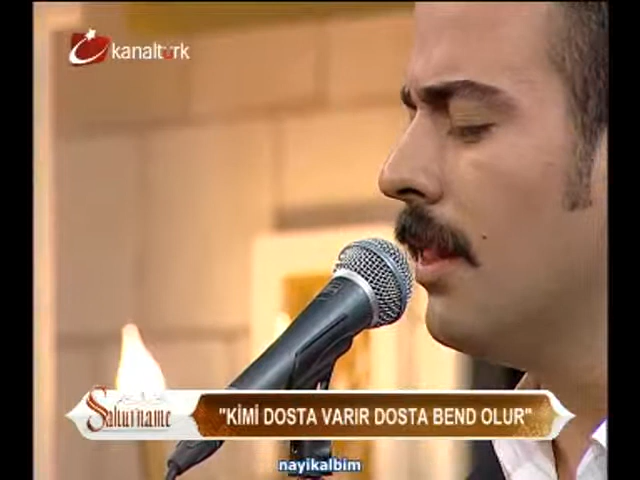 kanaltürk
Sahurname
"KİMİ DOSTA VARIR DOSTA BEND OLUR"
nayikalbim